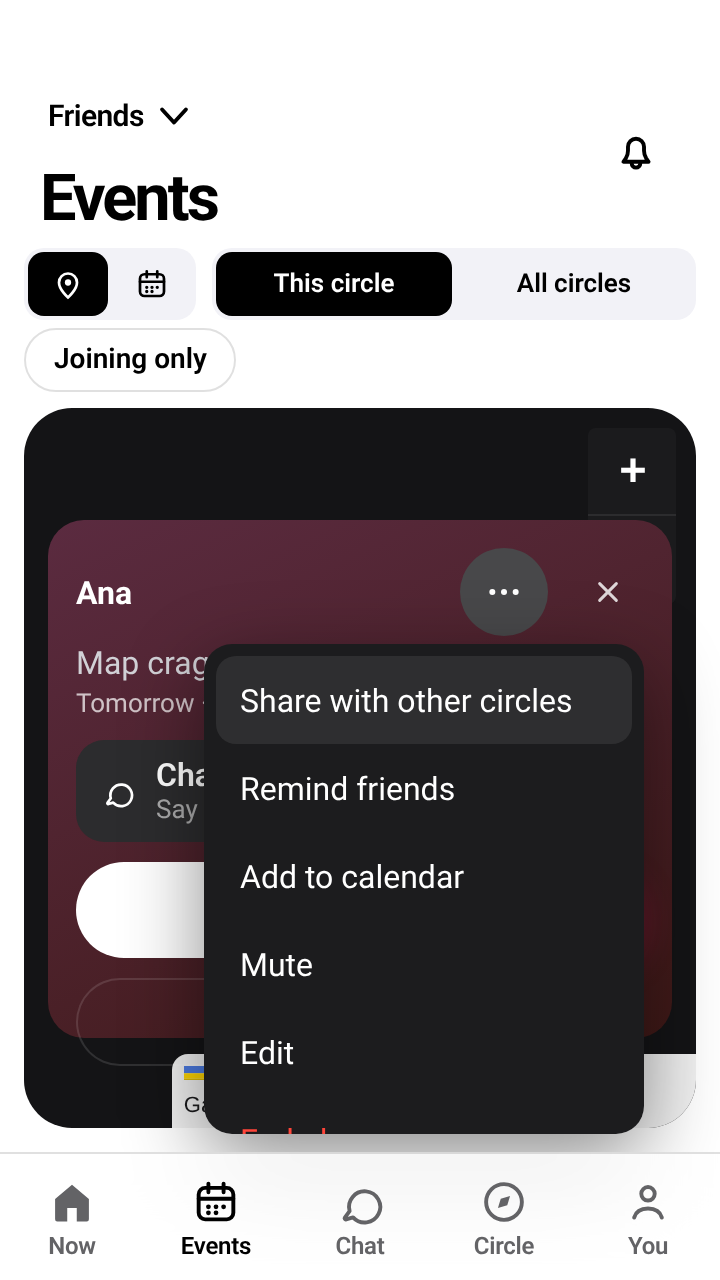 Friends
Events
This circle
All circles
Joining only
+
Ana
Map crag
Tomorrow
Share with other circles
Cha
Say
Remind friends
Add to calendar
Mute
Edit
Now
Events
Chat
Circle
You